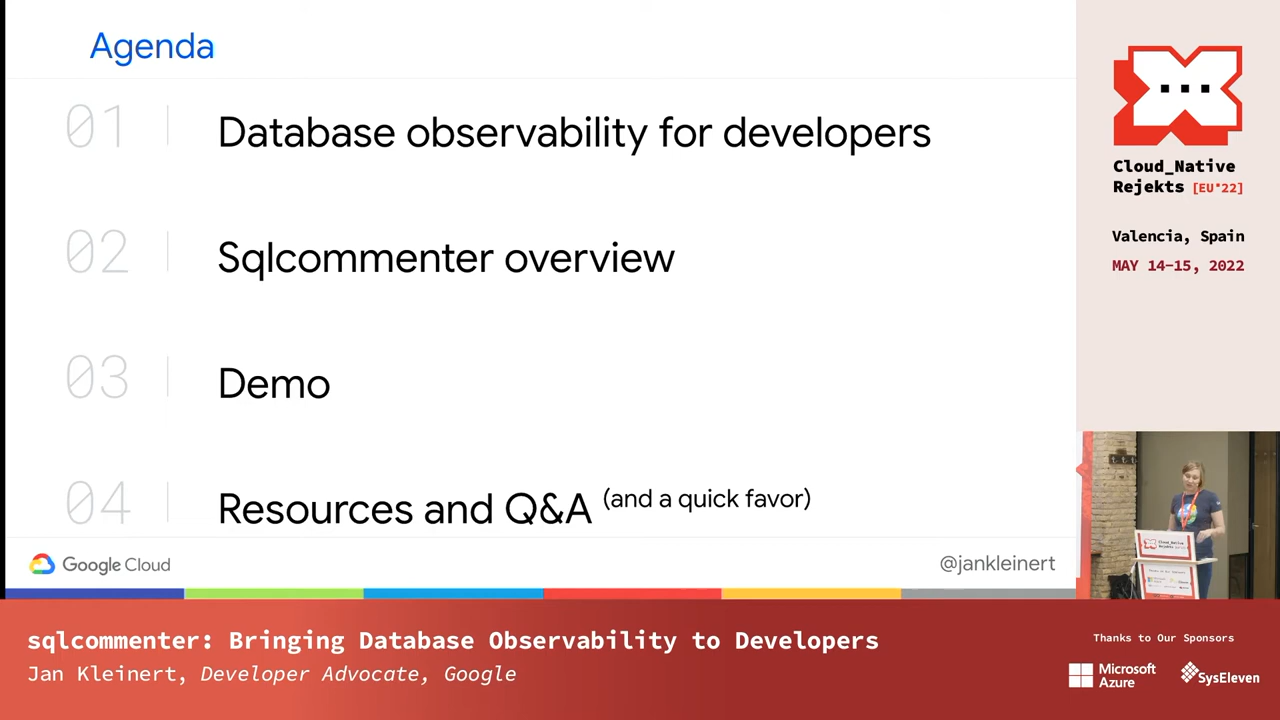 Agenda
01 Database observability for developers
02 Sqlcommenter overview
03 Demo
04 Resources and Q&A (and a quick favor)
Google Cloud
@jankleinert
Cloud_Native
Rejekts [EU*22]
Valencia, Spain
MAY 14-15, 2022
sqlcommenter: Bringing Database Observability to Developers
Jan Kleinert, Developer Advocate, Google
Thanks to Our Sponsors
Microsoft
Azure
SysEleven